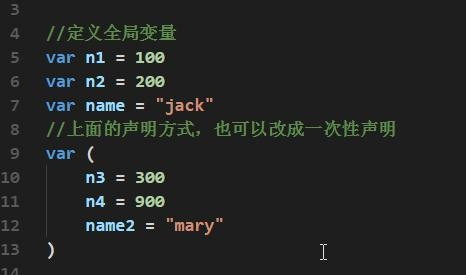 3
4 //定义全局变量
5 var n1 = 100
6 var n2 = 200
7 var name = "jack"
8 //上面的声明方式，也可以改成一次性声明
9 var (
10 n3 = 300
11 n4 = 900
12 name2 = "mary"
13 )
14